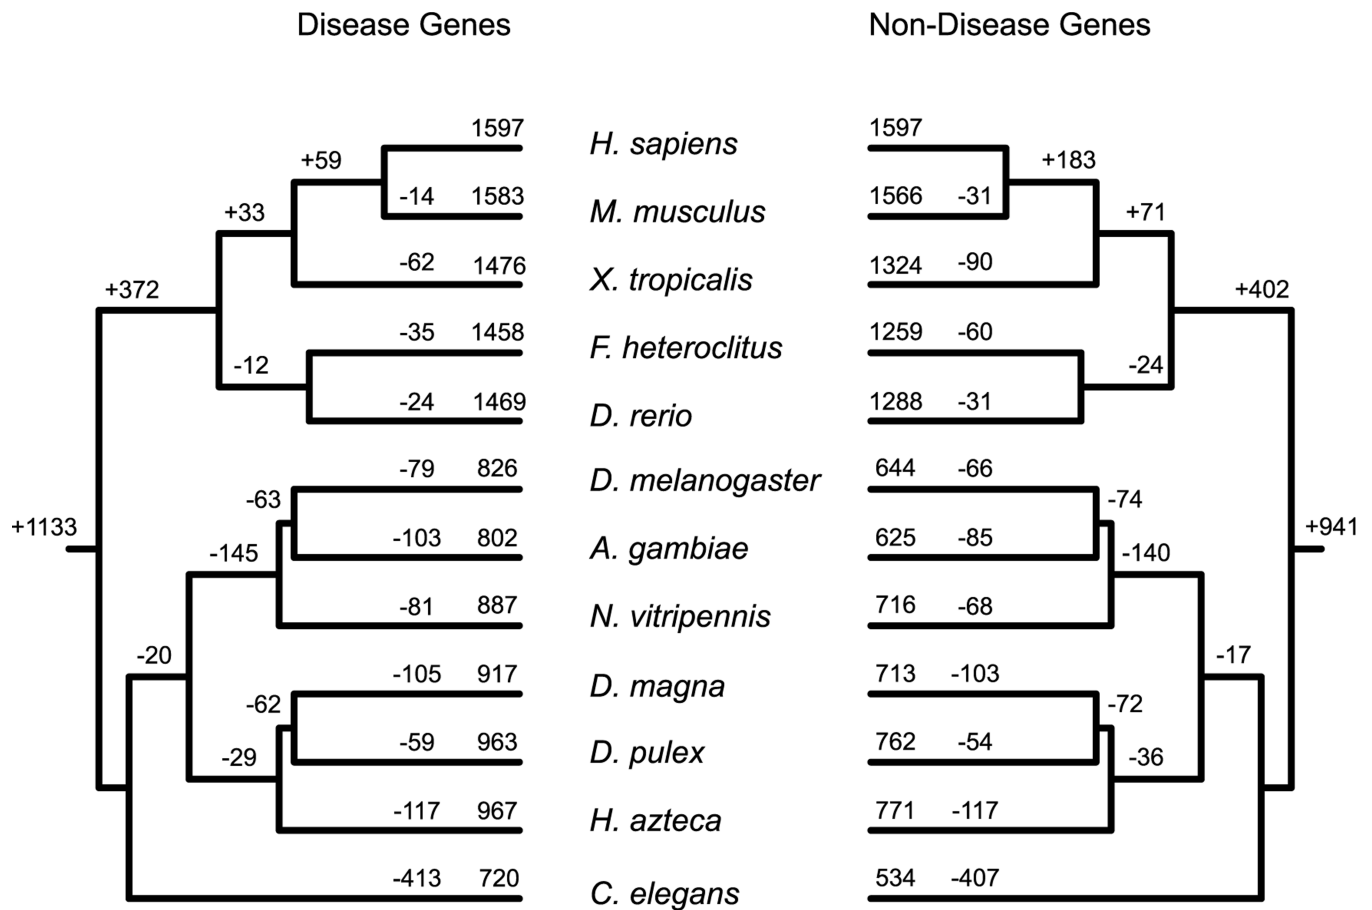 Disease Genes Non-Disease Genes
1597 H. sapiens 1597
+59 +183
-14 1583 M. musculus 1566 -31
+33 +71
-62 1476 X. tropicalis 1324 -90
+372 +402
-35 1458 F. heteroclitus 1259 -60
-12 -24
-24 1469 D. rerio 1288 -31
-79 826 D. melanogaster 644 -66
-63 -74
+1133 +941
-103 802 A. gambiae 625 -85
-145 -140
-81 887 N. vitripennis 716 -68
-20 -17
-105 917 D. magna 713 -103
-62 -72
-59 963 D. pulex 762 -54
-29 -36
-117 967 H. azteca 771 -117
-413 720 C. elegans 534 -407